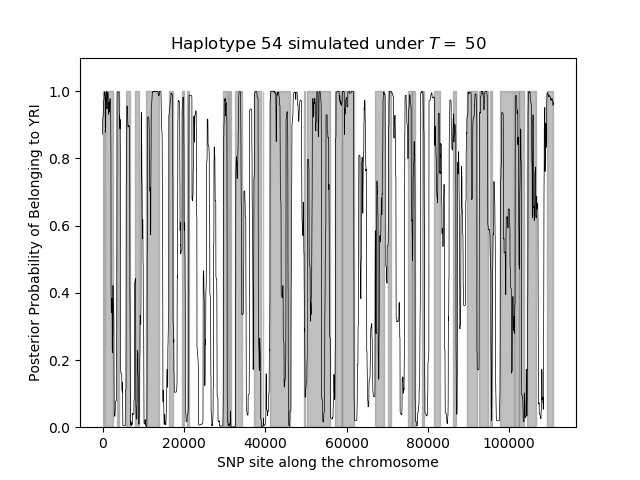 Haplotype 54 simulated under T = 50
Posterior Probability of Belonging to YRI
1.0
0.8
0.6
0.4
0.2
0.0
0 20000 40000 60000 80000 100000
SNP site along the chromosome